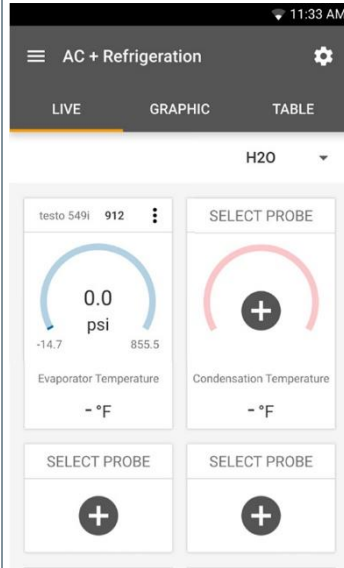 11:33 AM
AC + Refrigeration
LIVE GRAPHIC TABLE
H2O
testo 549i 912
SELECT PROBE
0.0
psi
-14.7 855.5
Evaporator Temperature
Condensation Temperature
- °F
- °F
SELECT PROBE
SELECT PROBE